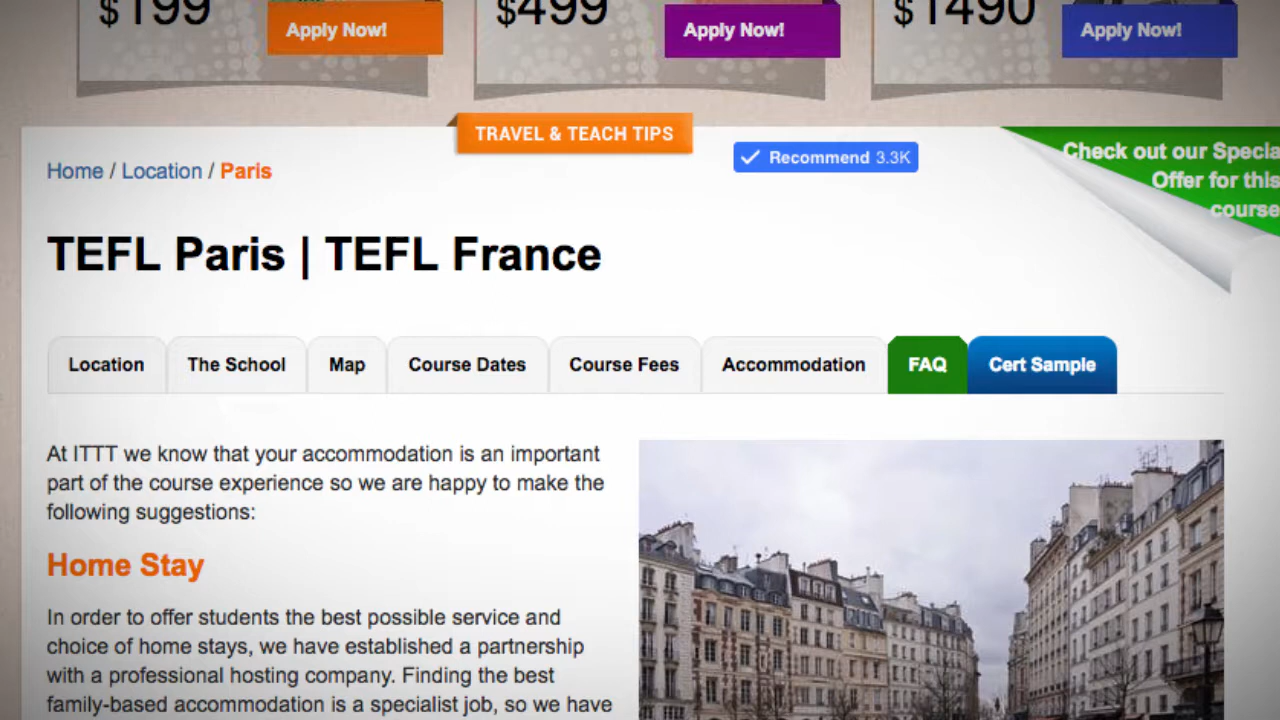 $199
$499
$1490
Apply Now!
Apply Now!
Apply Now!
TRAVEL & TEACH TIPS
Recommend 3.3K
Check out our Specia
Offer for this
course
Home / Location / Paris
TEFL Paris | TEFL France
Location
The School
Map
Course Dates
Course Fees
Accommodation
FAQ
Cert Sample
At ITTT we know that your accommodation is an important
part of the course experience so we are happy to make the
following suggestions:
Home Stay
In order to offer students the best possible service and
choice of home stays, we have established a partnership
with a professional hosting company. Finding the best
family-based accommodation is a specialist job, so we have